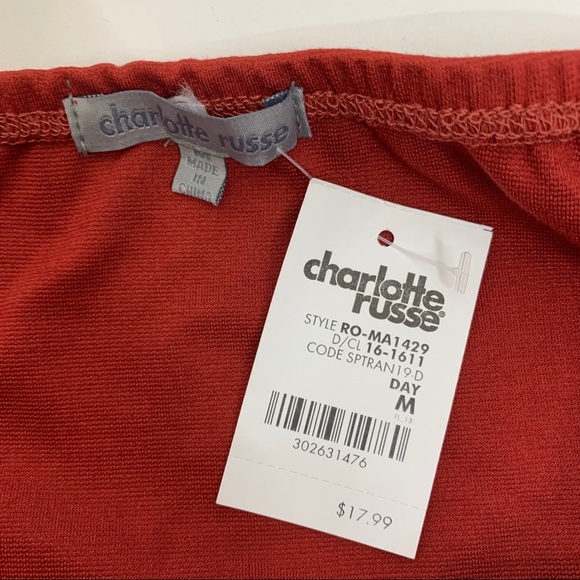 charlotte russe
M
MADE
IN
CHINA
charlotte
russe®
STYLE RO-MA1429
D/CL 16-1611
CODE SPTRAN19-D
DAY
M
302631476
$17.99